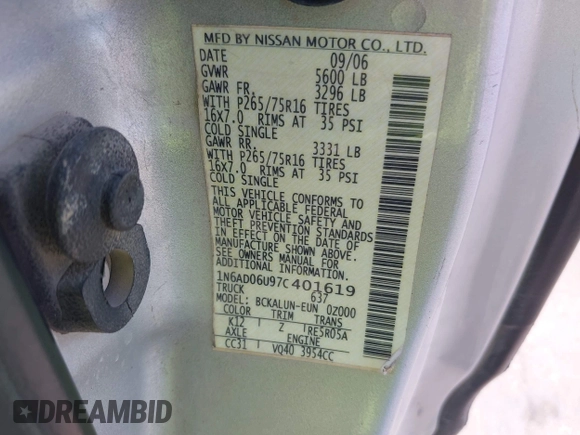 MFD BY NISSAN MOTOR CO., LTD.
DATE 09/06
GVWR 5600 LB
GAWR FR. 3296 LB
WITH P265/75R16 TIRES
16X7.0 RIMS AT 35 PSI
COLD SINGLE
GAWR RR. 3331 LB
WITH P265/75R16 TIRES
16X7.0 RIMS AT 35 PSI
COLD SINGLE
THIS VEHICLE CONFORMS TO
ALL APPLICABLE FEDERAL
MOTOR VEHICLE SAFETY AND
THEFT PREVENTION STANDARDS
IN EFFECT ON THE DATE OF
MANUFACTURE SHOWN ABOVE.
SEE OWNERS MANUAL FOR
ADDITIONAL INFORMATION
1N6AD06U97C401619
TRUCK 637
MODEL: BCKALUN-EUN 02000
COLOR TRIM TRANS
K12 Z RE5R05A
AXLE ENGINE
CC31 VQ40 3954CC
DREAMBID